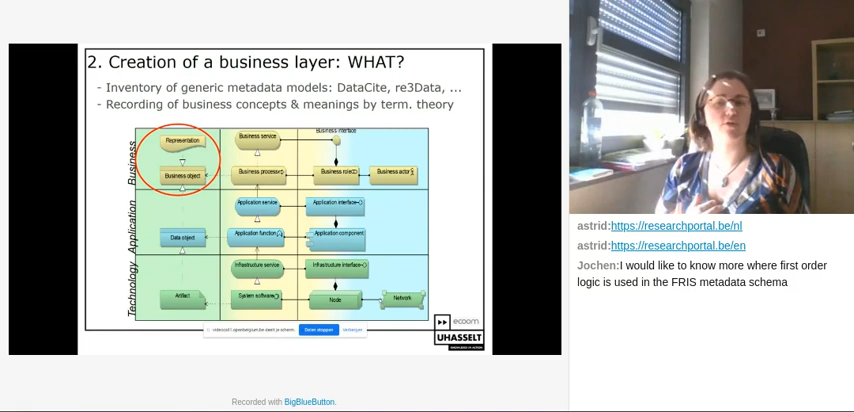 2. Creation of a business layer: WHAT?
- Inventory of generic metadata models: DataCite, re3Data, ...
- Recording of business concepts & meanings by term. theory
Business
Representation
Business service
Business interface
Business object
Business process
Business role
Business actor
Application
Application service
Application interface
Data object
Application function
Application component
Technology
Infrastructure service
Infrastructure interface
Artifact
System software
Node
Network
Delen stoppen
Verbergen
ecoom
UHASSELT
astrid:https://researchportal.be/nl
astrid:https://researchportal.be/en
Jochen:I would like to know more where first order
logic is used in the FRIS metadata schema
Recorded with BigBlueButton.